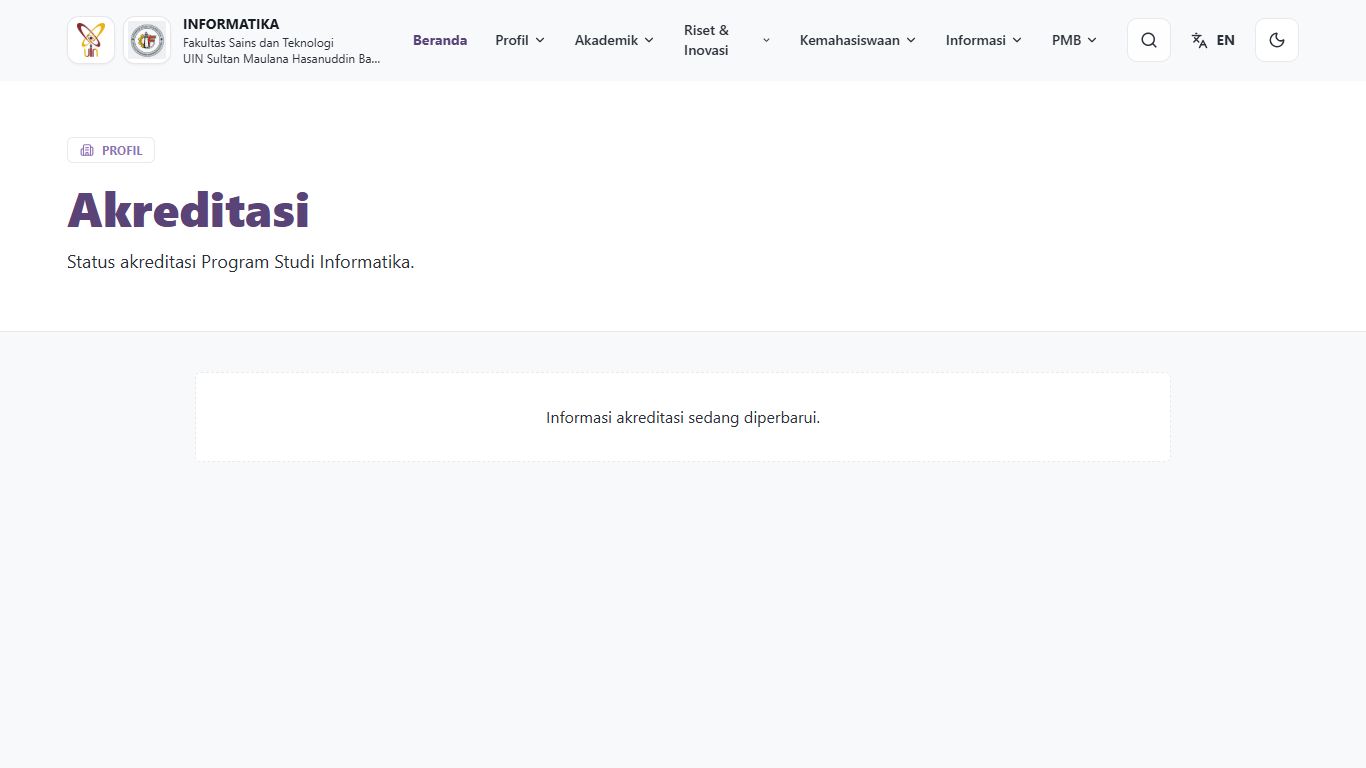 INFORMATIKA
Fakultas Sains dan Teknologi
UIN Sultan Maulana Hasanuddin Ba...
Beranda
Profil
Akademik
Riset &
Inovasi
Kemahasiswaan
Informasi
PMB
EN
PROFIL
Akreditasi
Status akreditasi Program Studi Informatika.
Informasi akreditasi sedang diperbarui.